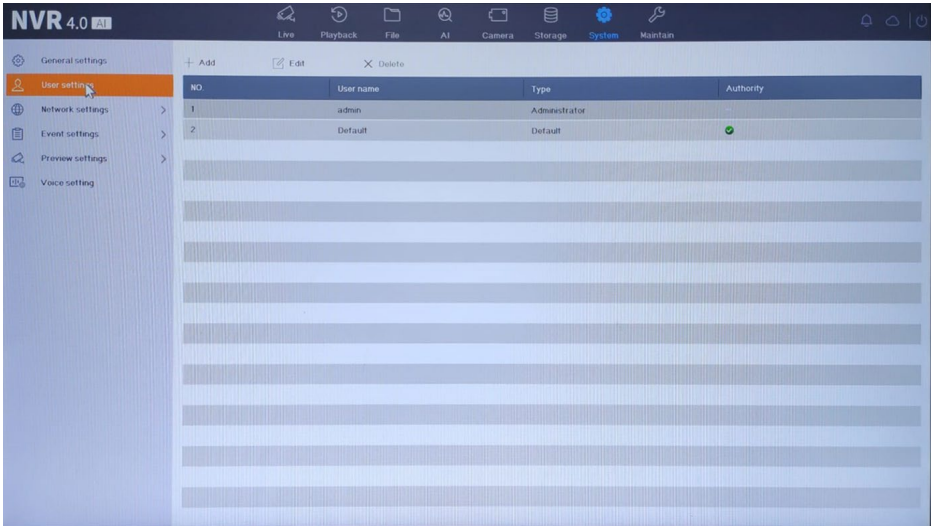 NVR 4.0 AI
Live Playback File AI Camera Storage System Maintain
General settings
User settings
Network settings
Event settings
Preview settings
Voice setting
Add Edit Delete
NO. User name Type Authority
1 admin Administrator
2 Default Default